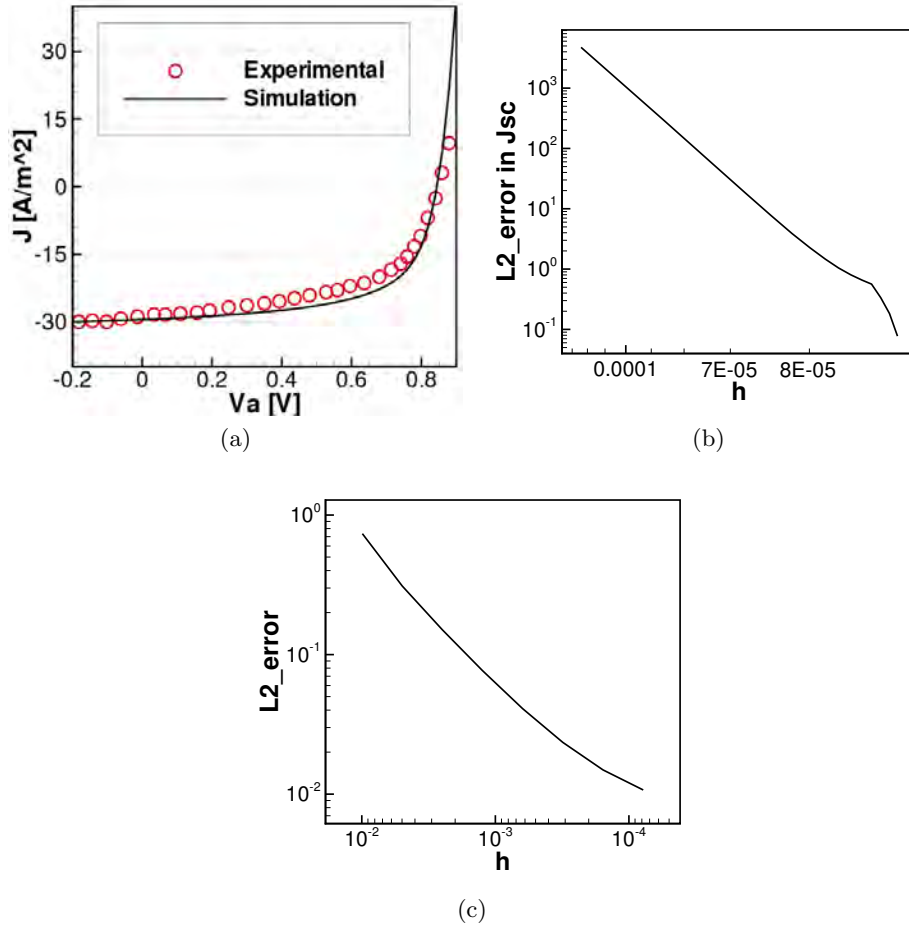 30
15
0
-15
-30
J [A/m^2]
Experimental
Simulation
-0.2 0 0.2 0.4 0.6 0.8
Va [V]
(a)
10^3
10^2
10^1
10^0
10^-1
L2_error in Jsc
0.0001 7E-05 8E-05
h
(b)
10^0
10^-1
10^-2
L2_error
10^-2 10^-3 10^-4
h
(c)